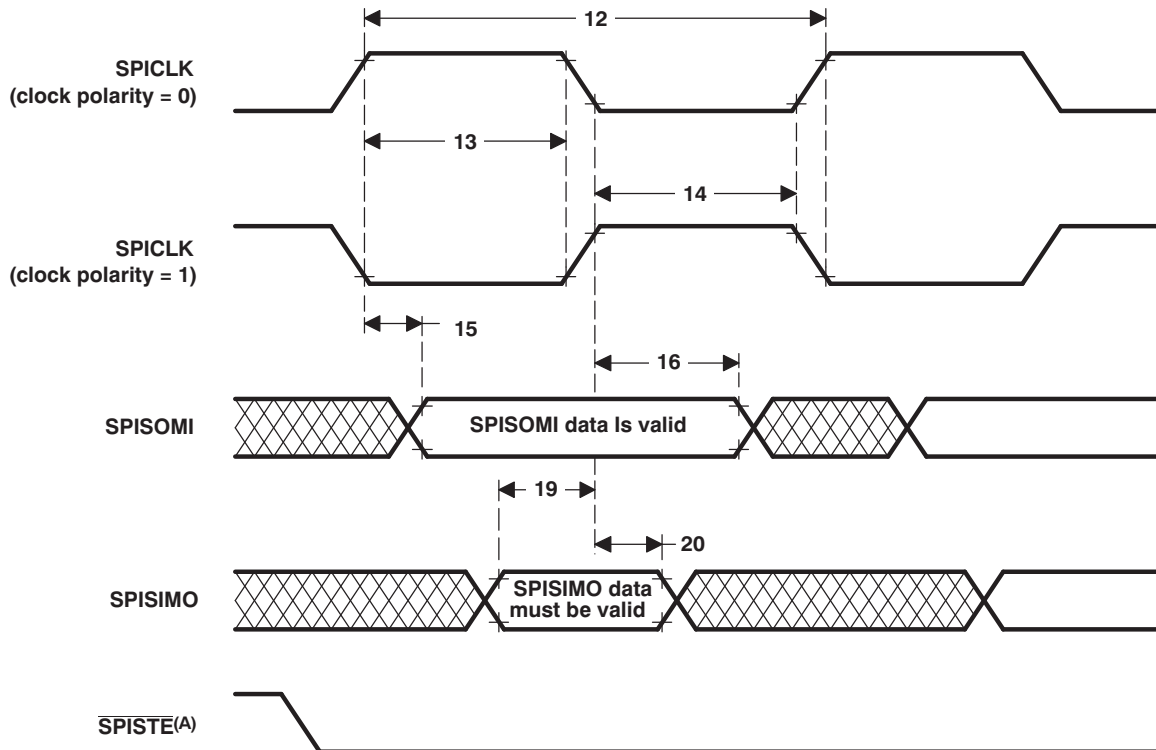 12
SPICLK
(clock polarity = 0)
13
14
SPICLK
(clock polarity = 1)
15
16
SPISOMI
SPISOMI data Is valid
19
20
SPISIMO
SPISIMO data
must be valid
SPISTE(A)